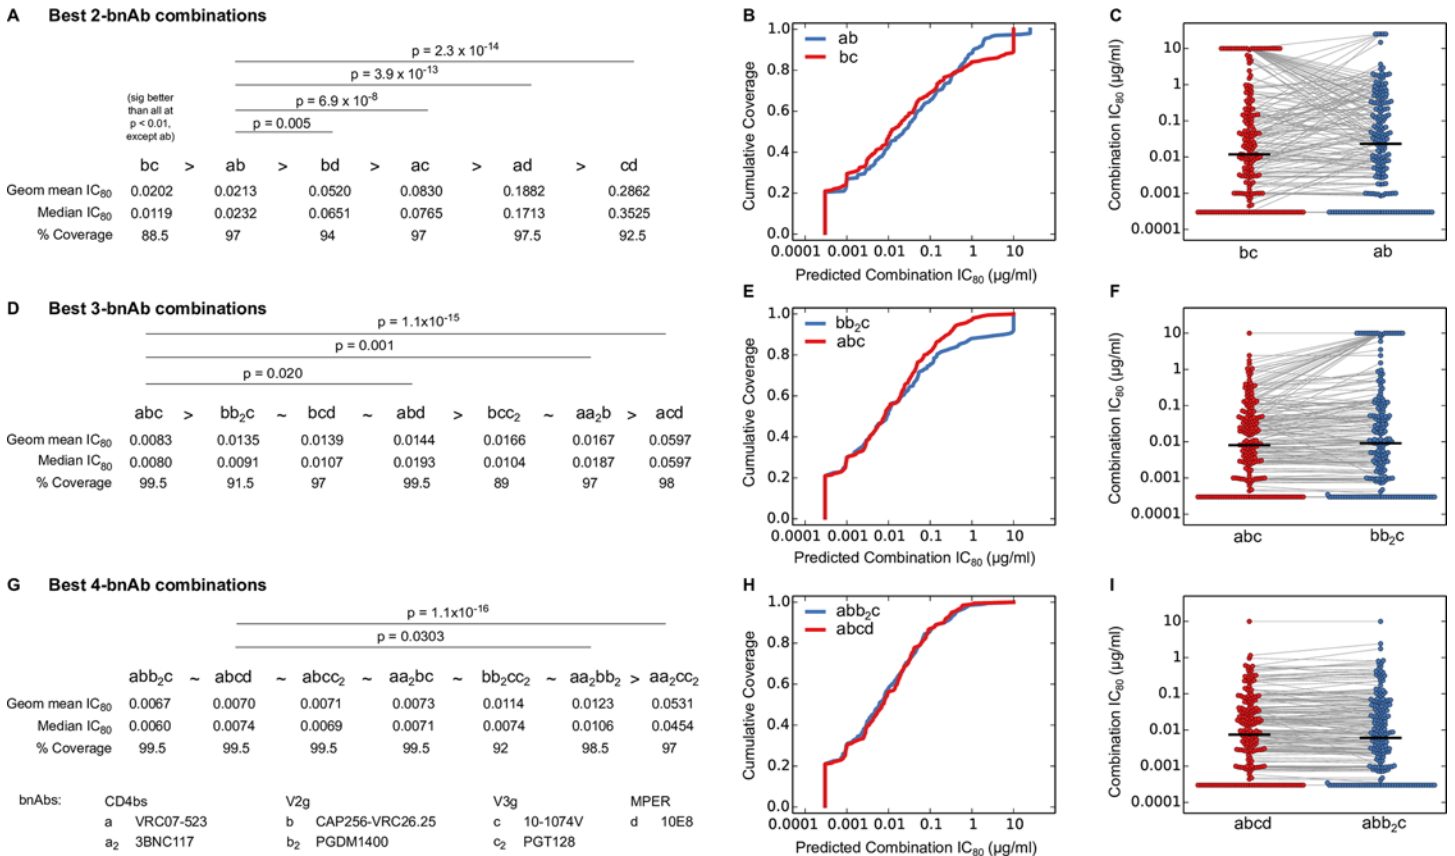 A Best 2-bnAb combinations
p = 2.3 x 10-14
p = 3.9 x 10-13
p = 6.9 x 10-8
p = 0.005
(sig better
than all at
p < 0.01,
except ab)
bc > ab > bd > ac > ad > cd
Geom mean IC80 0.0202 0.0213 0.0520 0.0830 0.1882 0.2862
Median IC80 0.0119 0.0232 0.0651 0.0765 0.1713 0.3525
% Coverage 88.5 97 94 97 97.5 92.5
B
ab
bc
Cumulative Coverage
1.0
0.8
0.6
0.4
0.2
0.0
0.0001 0.001 0.01 0.1 1 10
Predicted Combination IC80 (µg/ml)
C
Combination IC80 (µg/ml)
10
1
0.1
0.01
0.001
0.0001
bc ab
D Best 3-bnAb combinations
p = 1.1x10-15
p = 0.001
p = 0.020
abc > bb2c ~ bcd ~ abd > bcc2 ~ aa2b > acd
Geom mean IC80 0.0083 0.0135 0.0139 0.0144 0.0166 0.0167 0.0597
Median IC80 0.0080 0.0091 0.0107 0.0193 0.0104 0.0187 0.0597
% Coverage 99.5 91.5 97 99.5 89 97 98
E
bb2c
abc
Cumulative Coverage
1.0
0.8
0.6
0.4
0.2
0.0
0.0001 0.001 0.01 0.1 1 10
Predicted Combination IC80 (µg/ml)
F
Combination IC80 (µg/ml)
10
1
0.1
0.01
0.001
0.0001
abc bb2c
G Best 4-bnAb combinations
p = 1.1x10-16
p = 0.0303
abb2c ~ abcd ~ abcc2 ~ aa2bc ~ bb2cc2 ~ aa2bb2 > aa2cc2
Geom mean IC80 0.0067 0.0070 0.0071 0.0073 0.0114 0.0123 0.0531
Median IC80 0.0060 0.0074 0.0069 0.0071 0.0074 0.0106 0.0454
% Coverage 99.5 99.5 99.5 99.5 92 98.5 97
H
abb2c
abcd
Cumulative Coverage
1.0
0.8
0.6
0.4
0.2
0.0
0.0001 0.001 0.01 0.1 1 10
Predicted Combination IC80 (µg/ml)
I
Combination IC80 (µg/ml)
10
1
0.1
0.01
0.001
0.0001
abcd abb2c
bnAbs: CD4bs V2g V3g MPER
a VRC07-523 b CAP256-VRC26.25 c 10-1074V d 10E8
a2 3BNC117 b2 PGDM1400 c2 PGT128